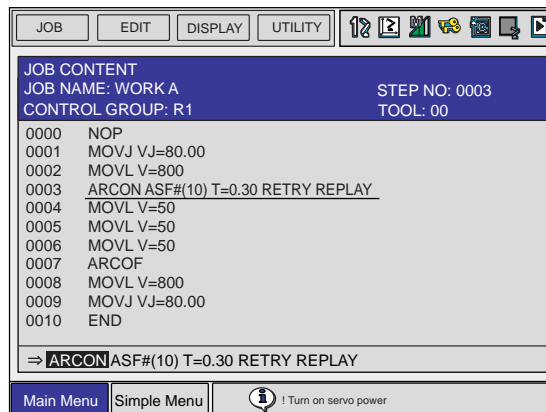 JOB EDIT DISPLAY UTILITY
JOB CONTENT
JOB NAME: WORK A STEP NO: 0003
CONTROL GROUP: R1 TOOL: 00
0000 NOP
0001 MOVJ VJ=80.00
0002 MOVL V=800
0003 ARCON ASF#(10) T=0.30 RETRY REPLAY
0004 MOVL V=50
0005 MOVL V=50
0006 MOVL V=50
0007 ARCOF
0008 MOVL V=800
0009 MOVJ VJ=80.00
0010 END
⇒ ARCON ASF#(10) T=0.30 RETRY REPLAY
Main Menu Simple Menu ! Turn on servo power